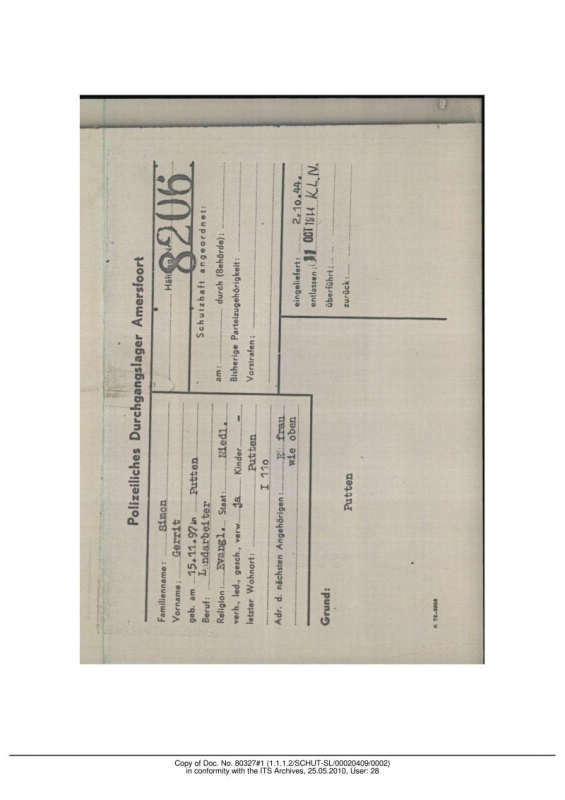 Polizeiliches Durchgangslager Amersfoort
Familienname: Simon
Vorname: Gerrit
geb. am 15.11.97 in Putten
Beruf: Landarbeiter
Religion: Evangl. Staat: Niedl.
verh., led., gesch., verw. ja Kinder -
letzter Wohnort: Putten
I 110
Adr. d. nächsten Angehörigen: E frau
wie oben
Häftling Nr. 8206
Schutzhaft angeordnet:
am: durch (Behörde):
Bisherige Parteizugehörigkeit:
Vorstrafen:
eingeliefert: 2.10.44.
entlassen: 31 OCT 1944 K.L.N.
überführt:
zurück:
Grund:
Putten
Copy of Doc. No. 80327#1 (1.1.1.2/SCHUT-SL/00020409/0002)
in conformity with the ITS Archives, 25.05.2010, User: 28